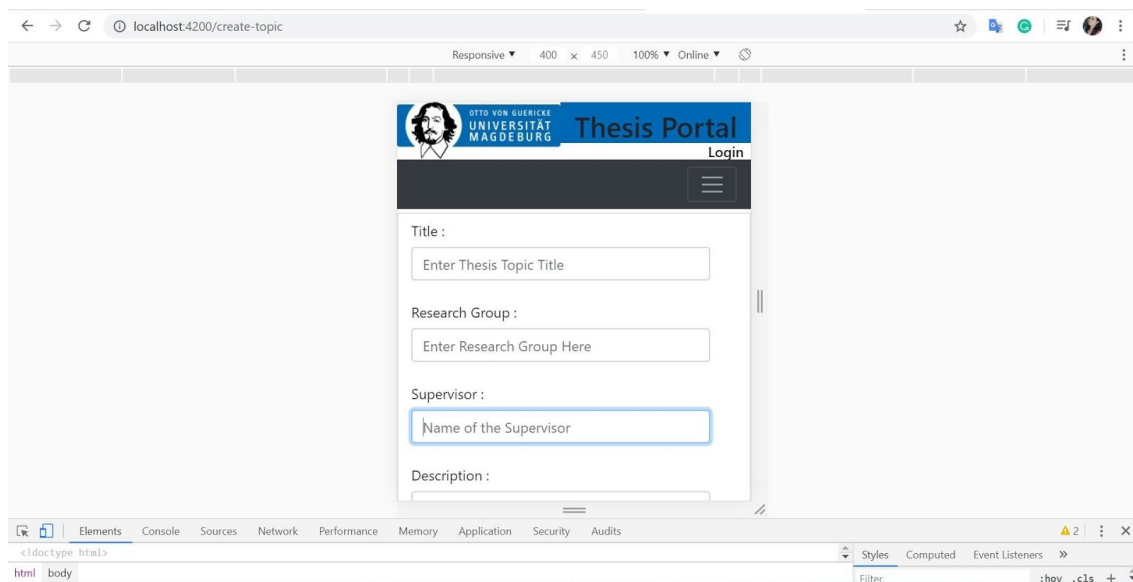 localhost:4200/create-topic
Responsive ▼ 400 x 450 100% ▼ Online ▼
OTTO VON GUERICKE
UNIVERSITÄT
MAGDEBURG
Thesis Portal
Login
Title :
Enter Thesis Topic Title
Research Group :
Enter Research Group Here
Supervisor :
Name of the Supervisor
Description :
Elements Console Sources Network Performance Memory Application Security Audits 2
<!doctype html>
Styles Computed Event Listeners »
html body
Filter :hov .cls +